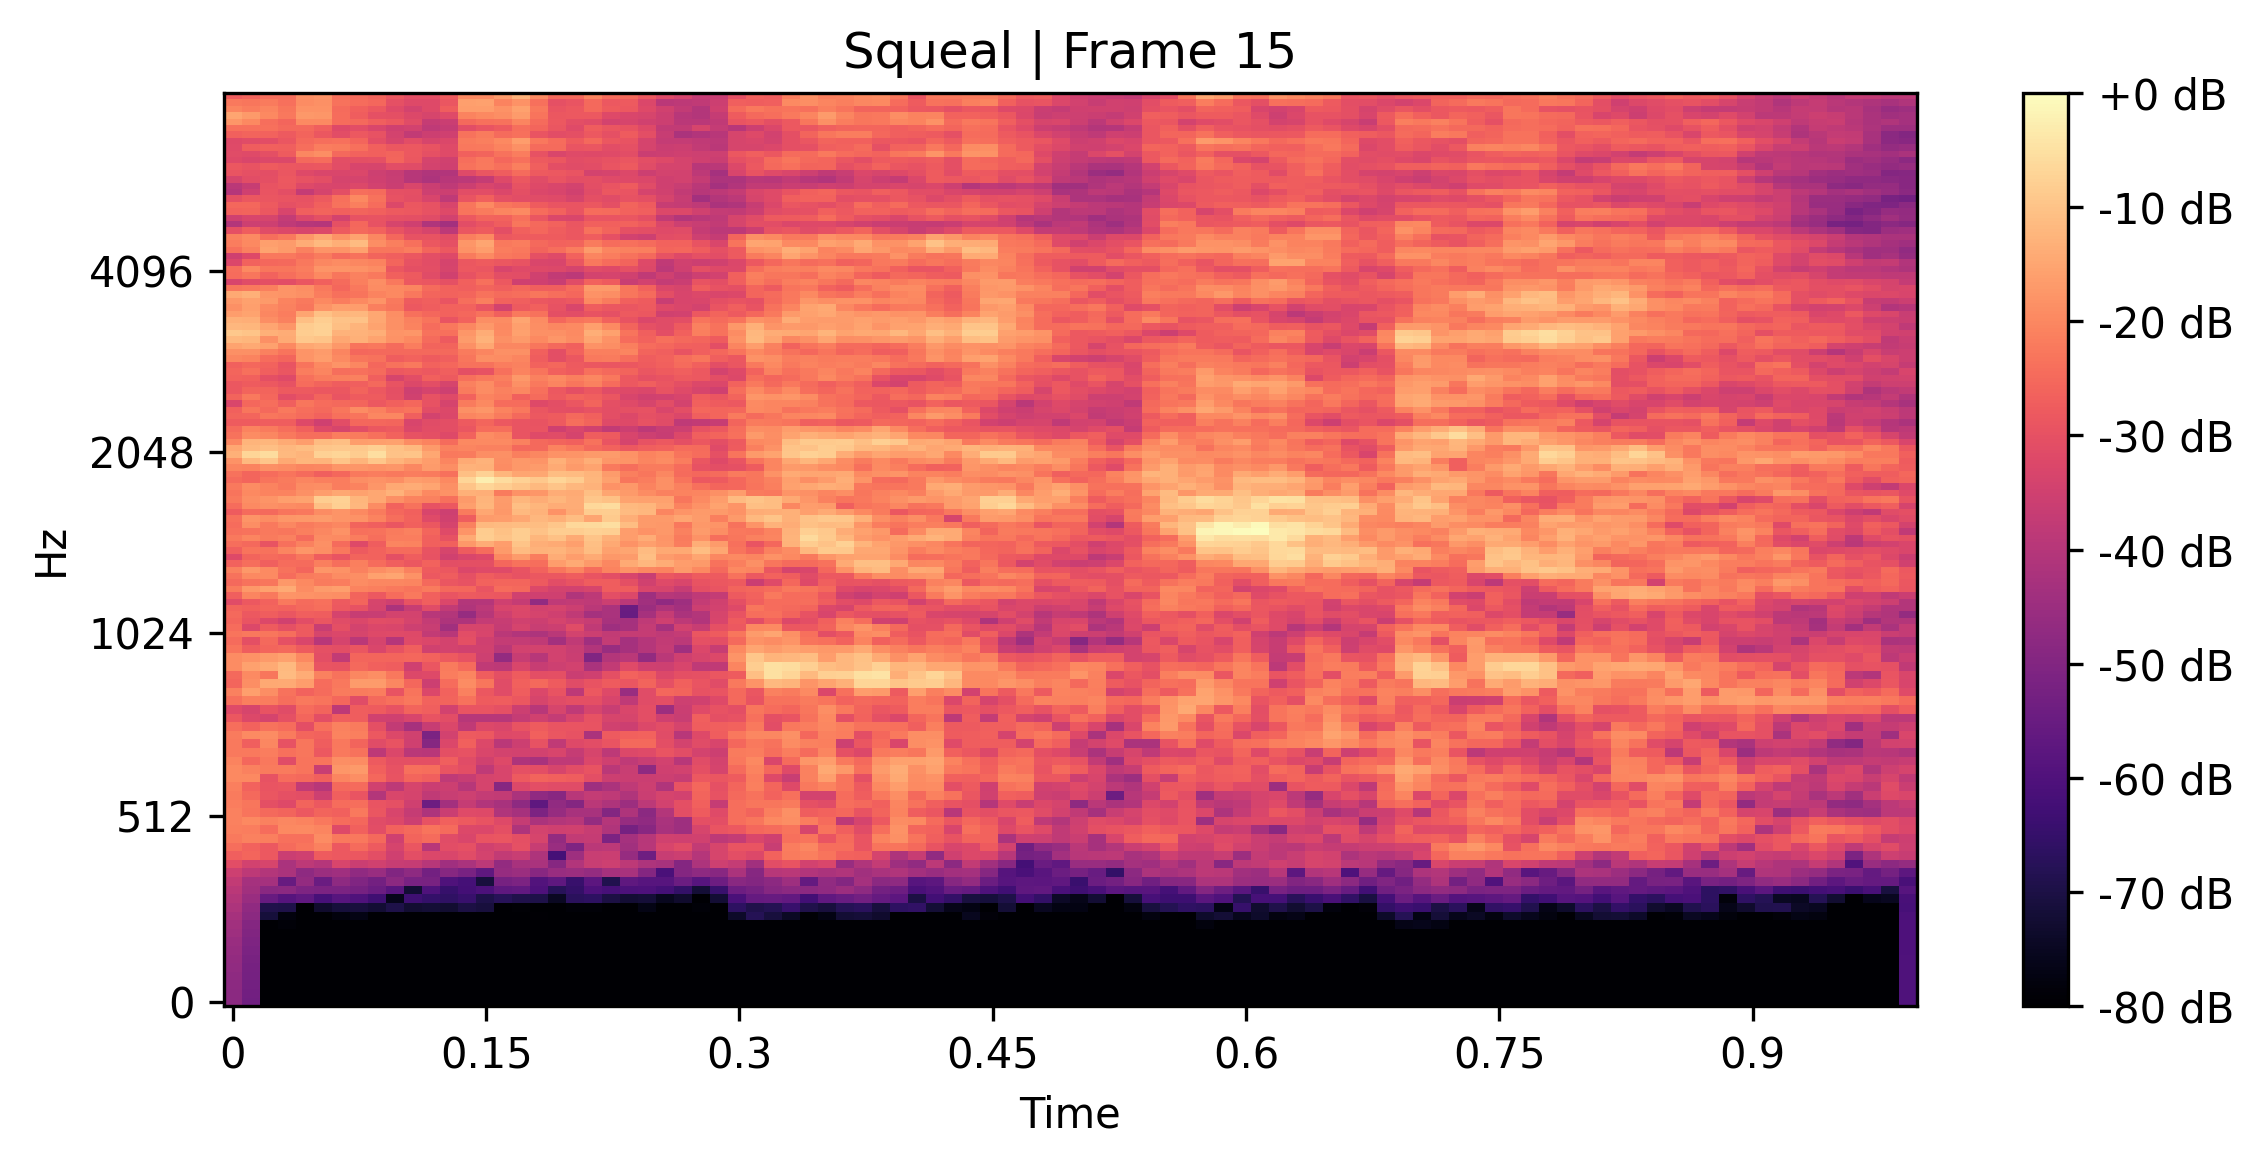 Squeal | Frame 15
+0 dB
-10 dB
-20 dB
-30 dB
-40 dB
-50 dB
-60 dB
-70 dB
-80 dB
4096
2048
1024
512
0
Hz
0 0.15 0.3 0.45 0.6 0.75 0.9
Time